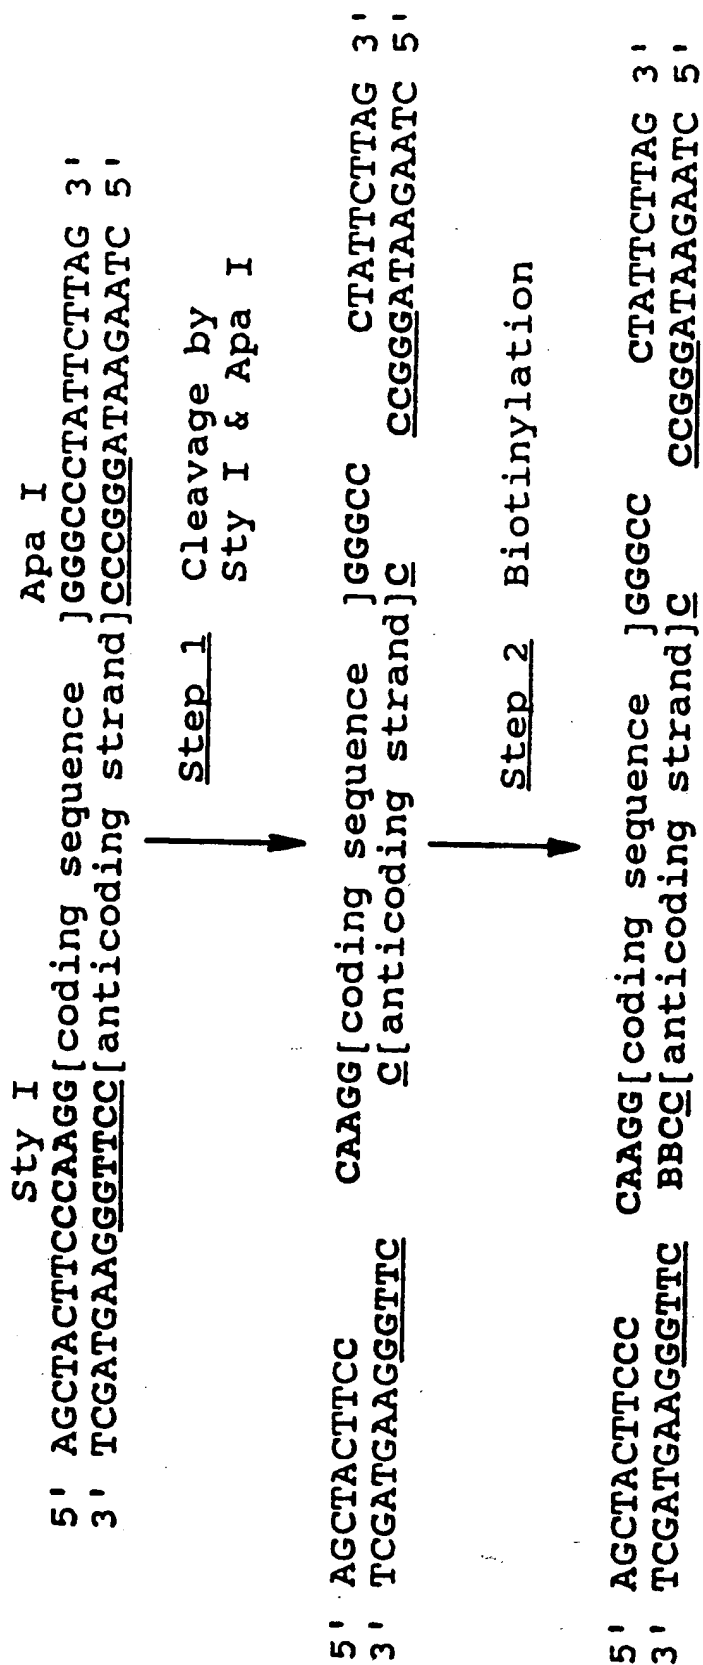 Sty I Apa I
5' AGCTACTTCCCAAGG[coding sequence ]GGGCCCTATTCTTAG 3'
3' TCGATGAAGGGTTCC[anticoding strand]CCCGGGATAAGAATC 5'
Step 1 Cleavage by
Sty I & Apa I
5' AGCTACTTCC CAAGG[coding sequence ]GGGCC CTATTCTTAG 3'
3' TCGATGAAGGGTTC C[anticoding strand]C CCGGGATAAGAATC 5'
Step 2 Biotinylation
5' AGCTACTTCCC CAAGG[coding sequence ]GGGCC CTATTCTTAG 3'
3' TCGATGAAGGGTTC BBCC[anticoding strand]C CCGGGATAAGAATC 5'